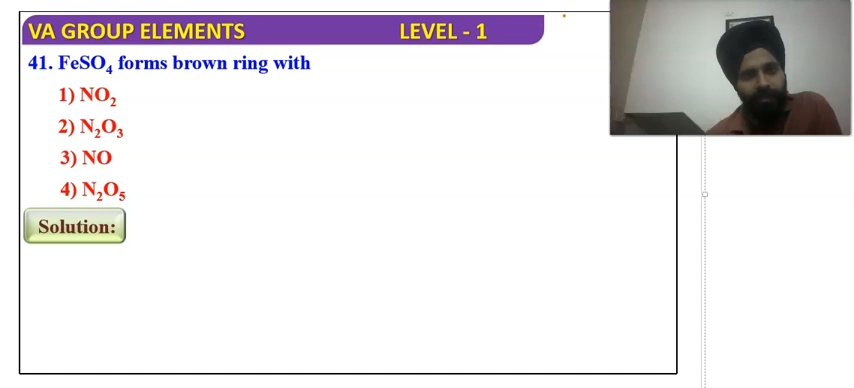 VA GROUP ELEMENTS LEVEL - 1
41. FeSO₄ forms brown ring with
1) NO₂
2) N₂O₃
3) NO
4) N₂O₅
Solution: